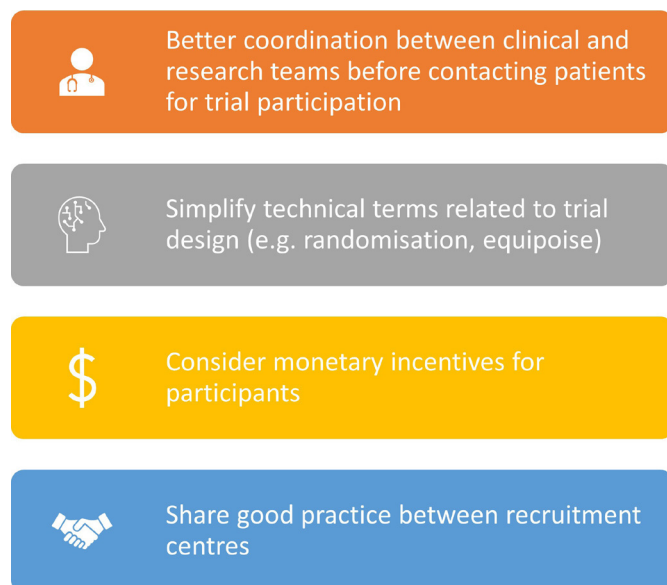 Better coordination between clinical and
research teams before contacting patients
for trial participation
Simplify technical terms related to trial
design (e.g. randomisation, equipoise)
$
Consider monetary incentives for
participants
Share good practice between recruitment
centres